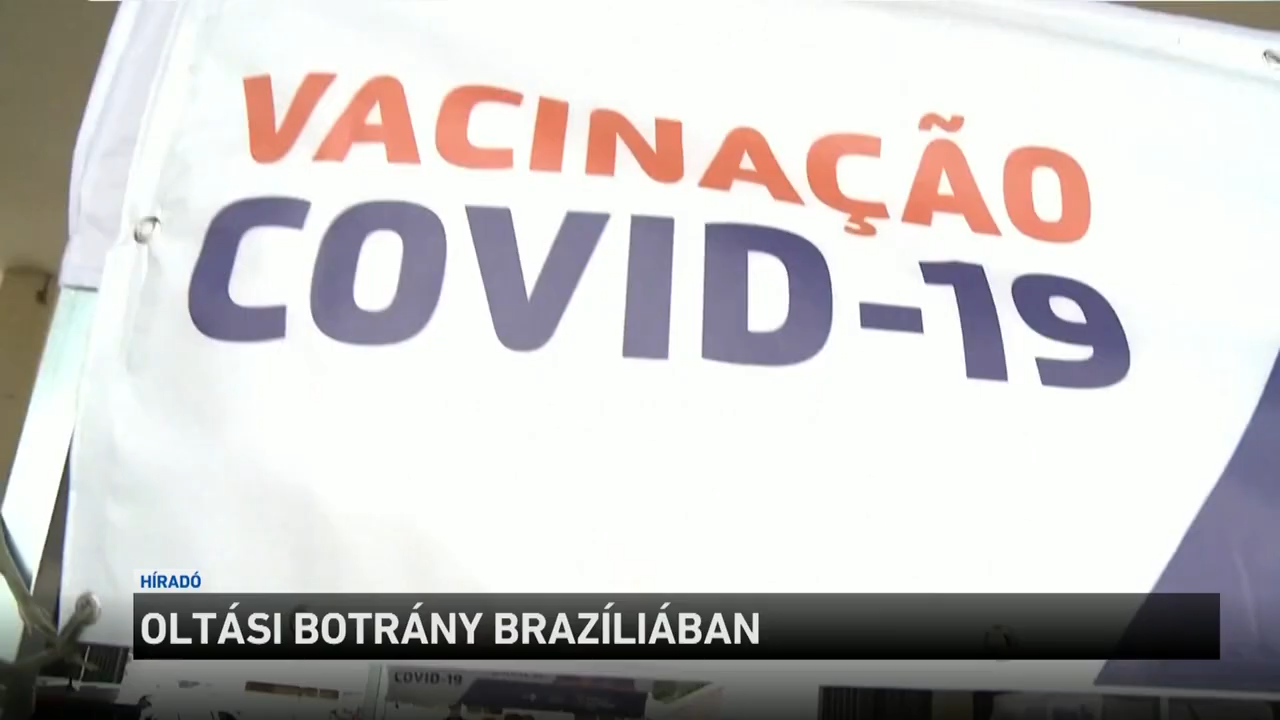 VACINAÇÃO
COVID-19
HÍRADÓ
OLTÁSI BOTRÁNY BRAZÍLIÁBAN
COVID-19